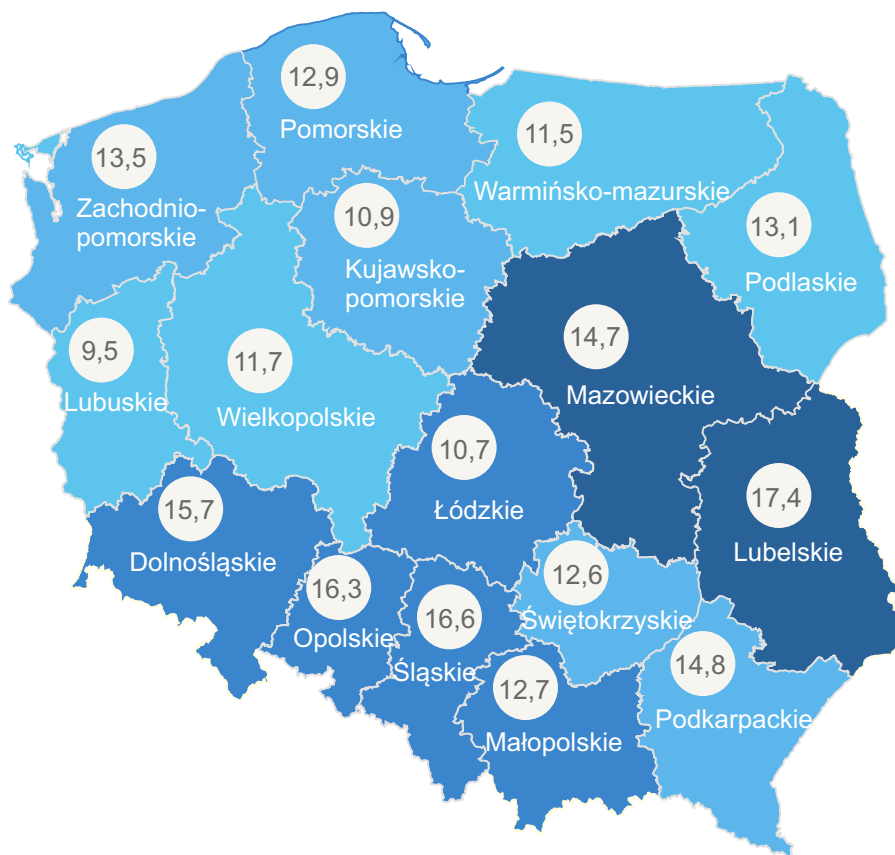 12,9
Pomorskie
11,5
Warmińsko-mazurskie
13,5
Zachodnio-
pomorskie
10,9
Kujawsko-
pomorskie
13,1
Podlaskie
9,5
Lubuskie
11,7
Wielkopolskie
14,7
Mazowieckie
10,7
Łódzkie
15,7
Dolnośląskie
17,4
Lubelskie
16,3
Opolskie
16,6
Śląskie
12,6
Świętokrzyskie
12,7
Małopolskie
14,8
Podkarpackie